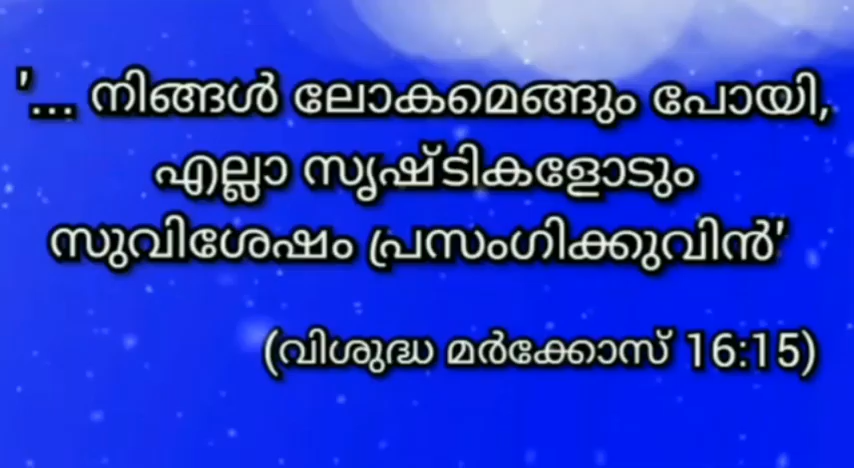 '... നിങ്ങൾ ലോകമെങ്ങും പോയി,
എല്ലാ സൃഷ്ടികളോടും
സുവിശേഷം പ്രസംഗിക്കുവിൻ'
(വിശുദ്ധ മർക്കോസ് 16:15)